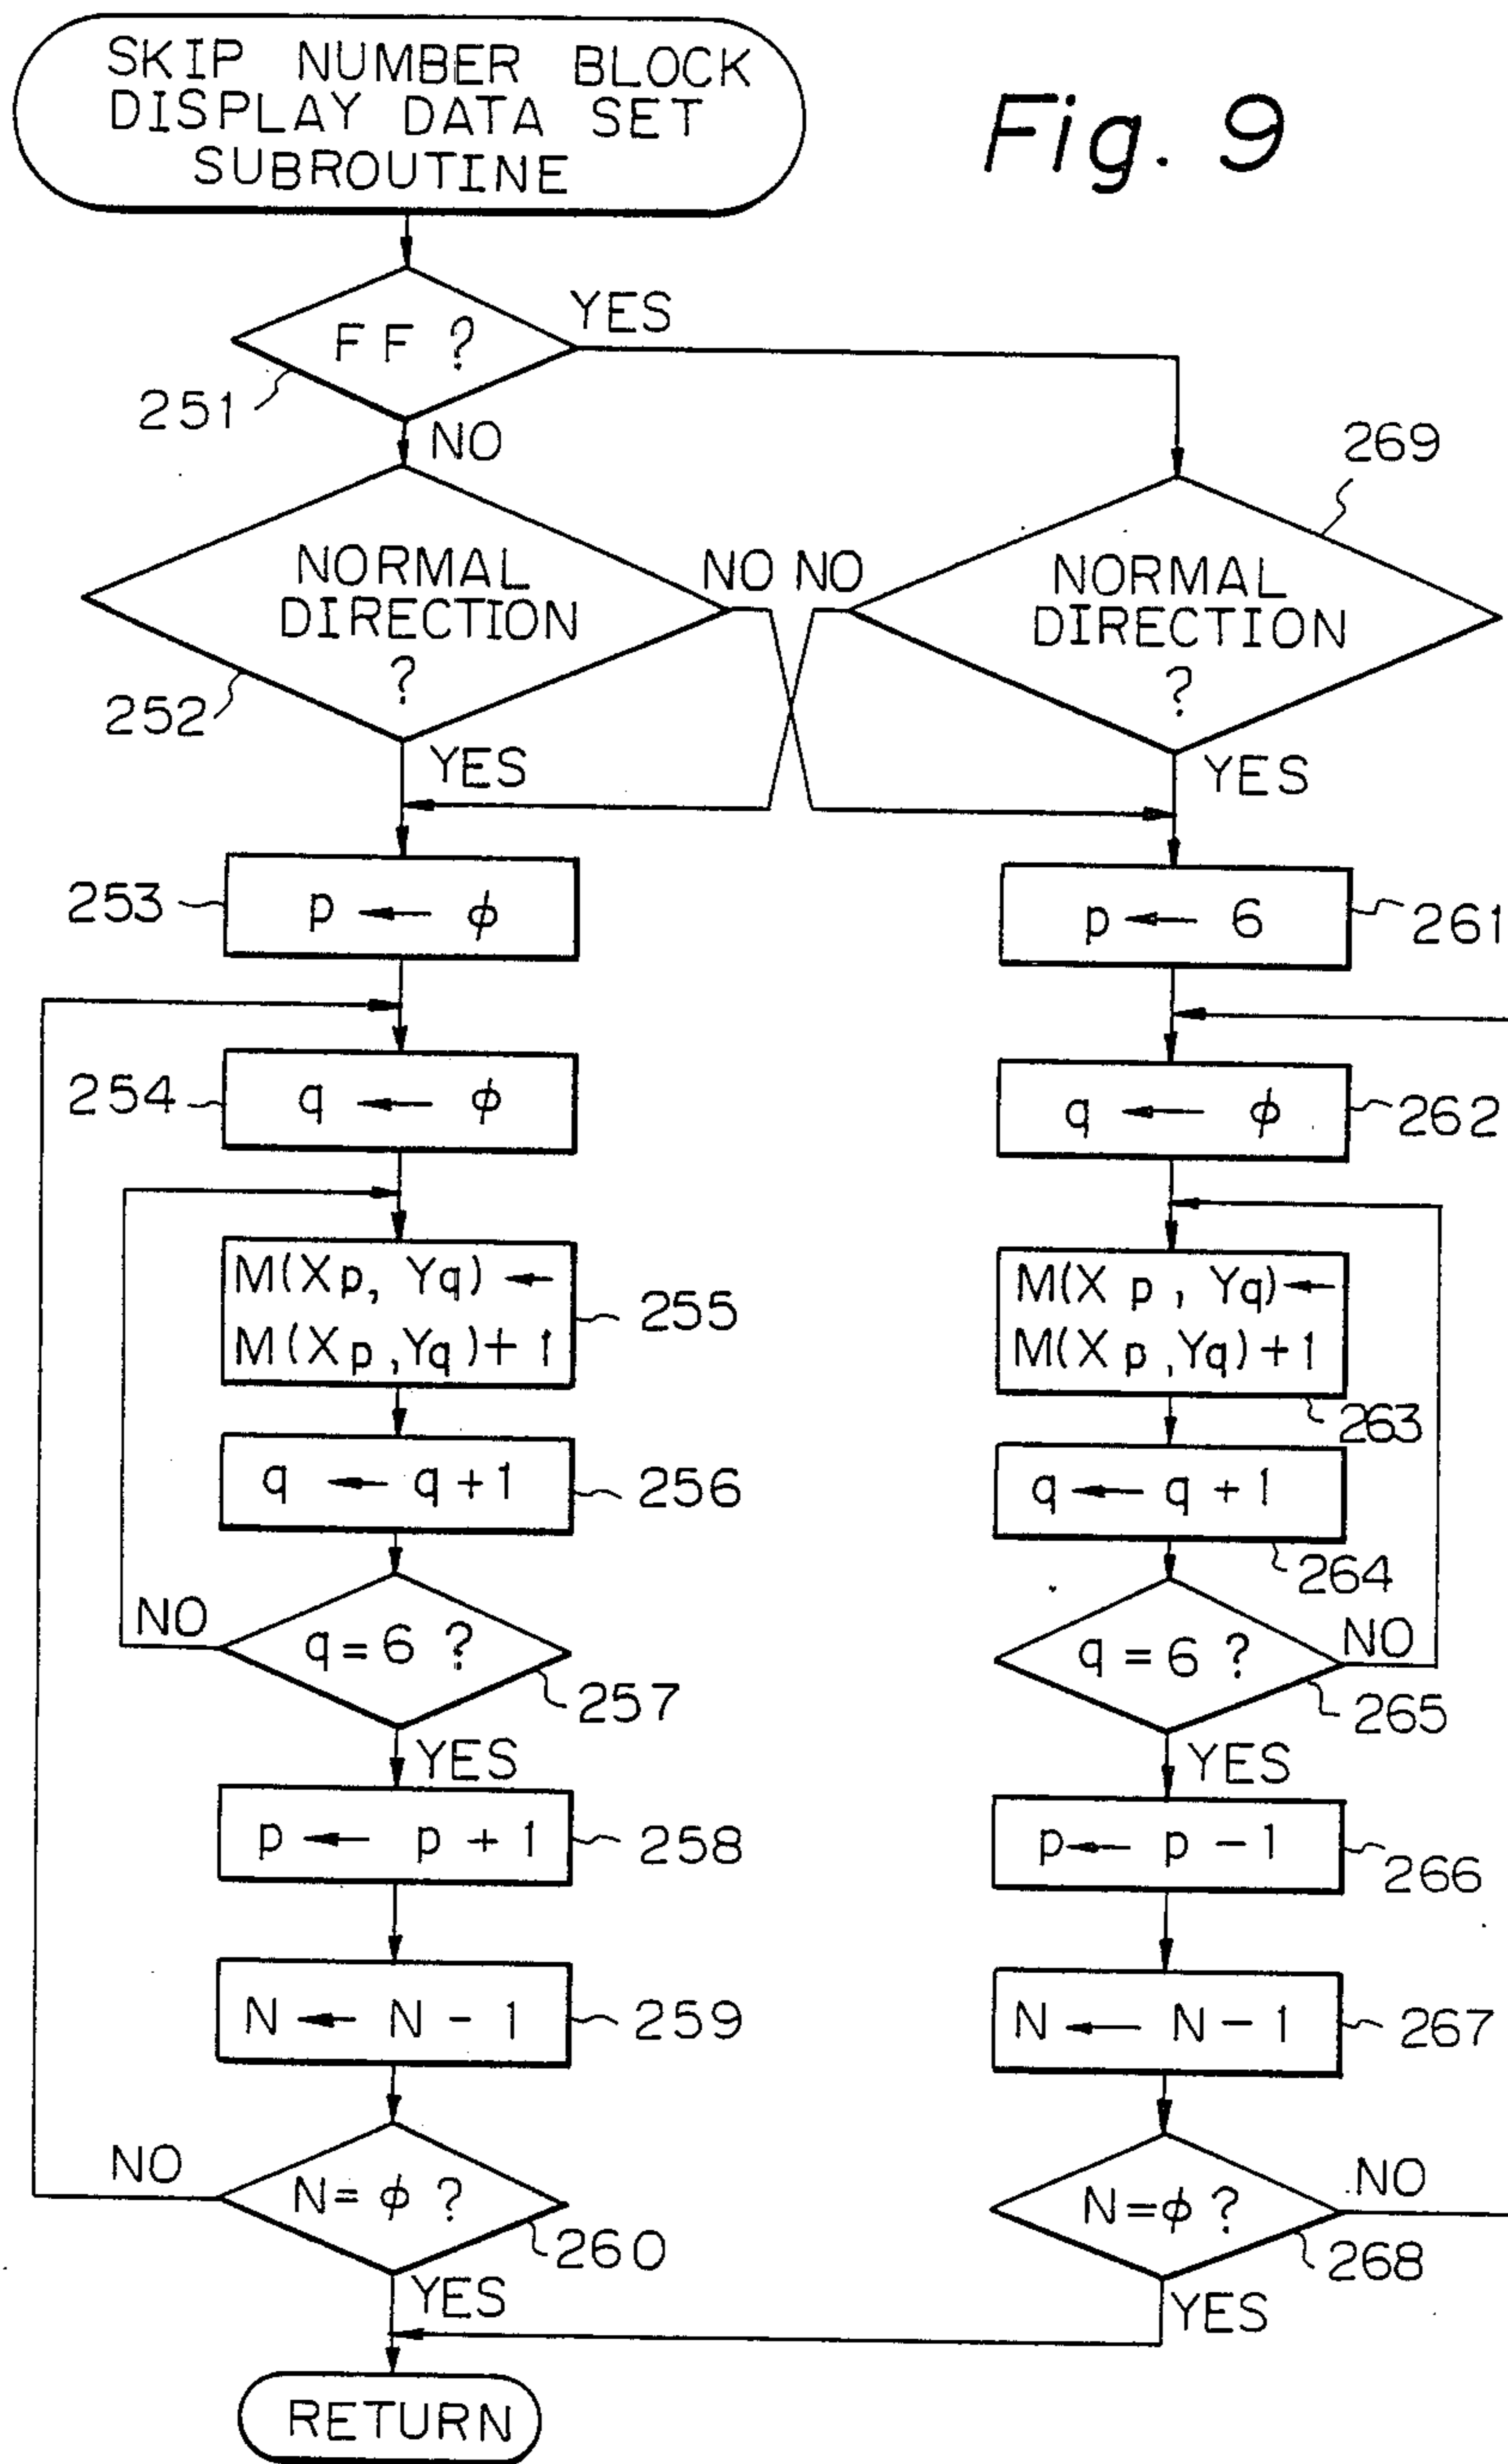 SKIP NUMBER BLOCK
DISPLAY DATA SET
SUBROUTINE
Fig. 9
FF ?
YES
251
NO
269
NORMAL
DIRECTION
?
NO
NO
NORMAL
DIRECTION
?
252
YES
YES
253
p ← ϕ
p ← 6
261
254
q ← ϕ
q ← ϕ
262
M(Xp, Yq) ←
M(Xp, Yq)+1
255
M(Xp, Yq) ←
M(Xp, Yq)+1
263
q ← q+1
256
q ← q+1
264
NO
q=6 ?
257
q=6 ?
NO
265
YES
YES
p ← p+1
258
p ← p-1
266
N ← N-1
259
N ← N-1
267
NO
N=ϕ ?
260
N=ϕ ?
NO
268
YES
YES
RETURN